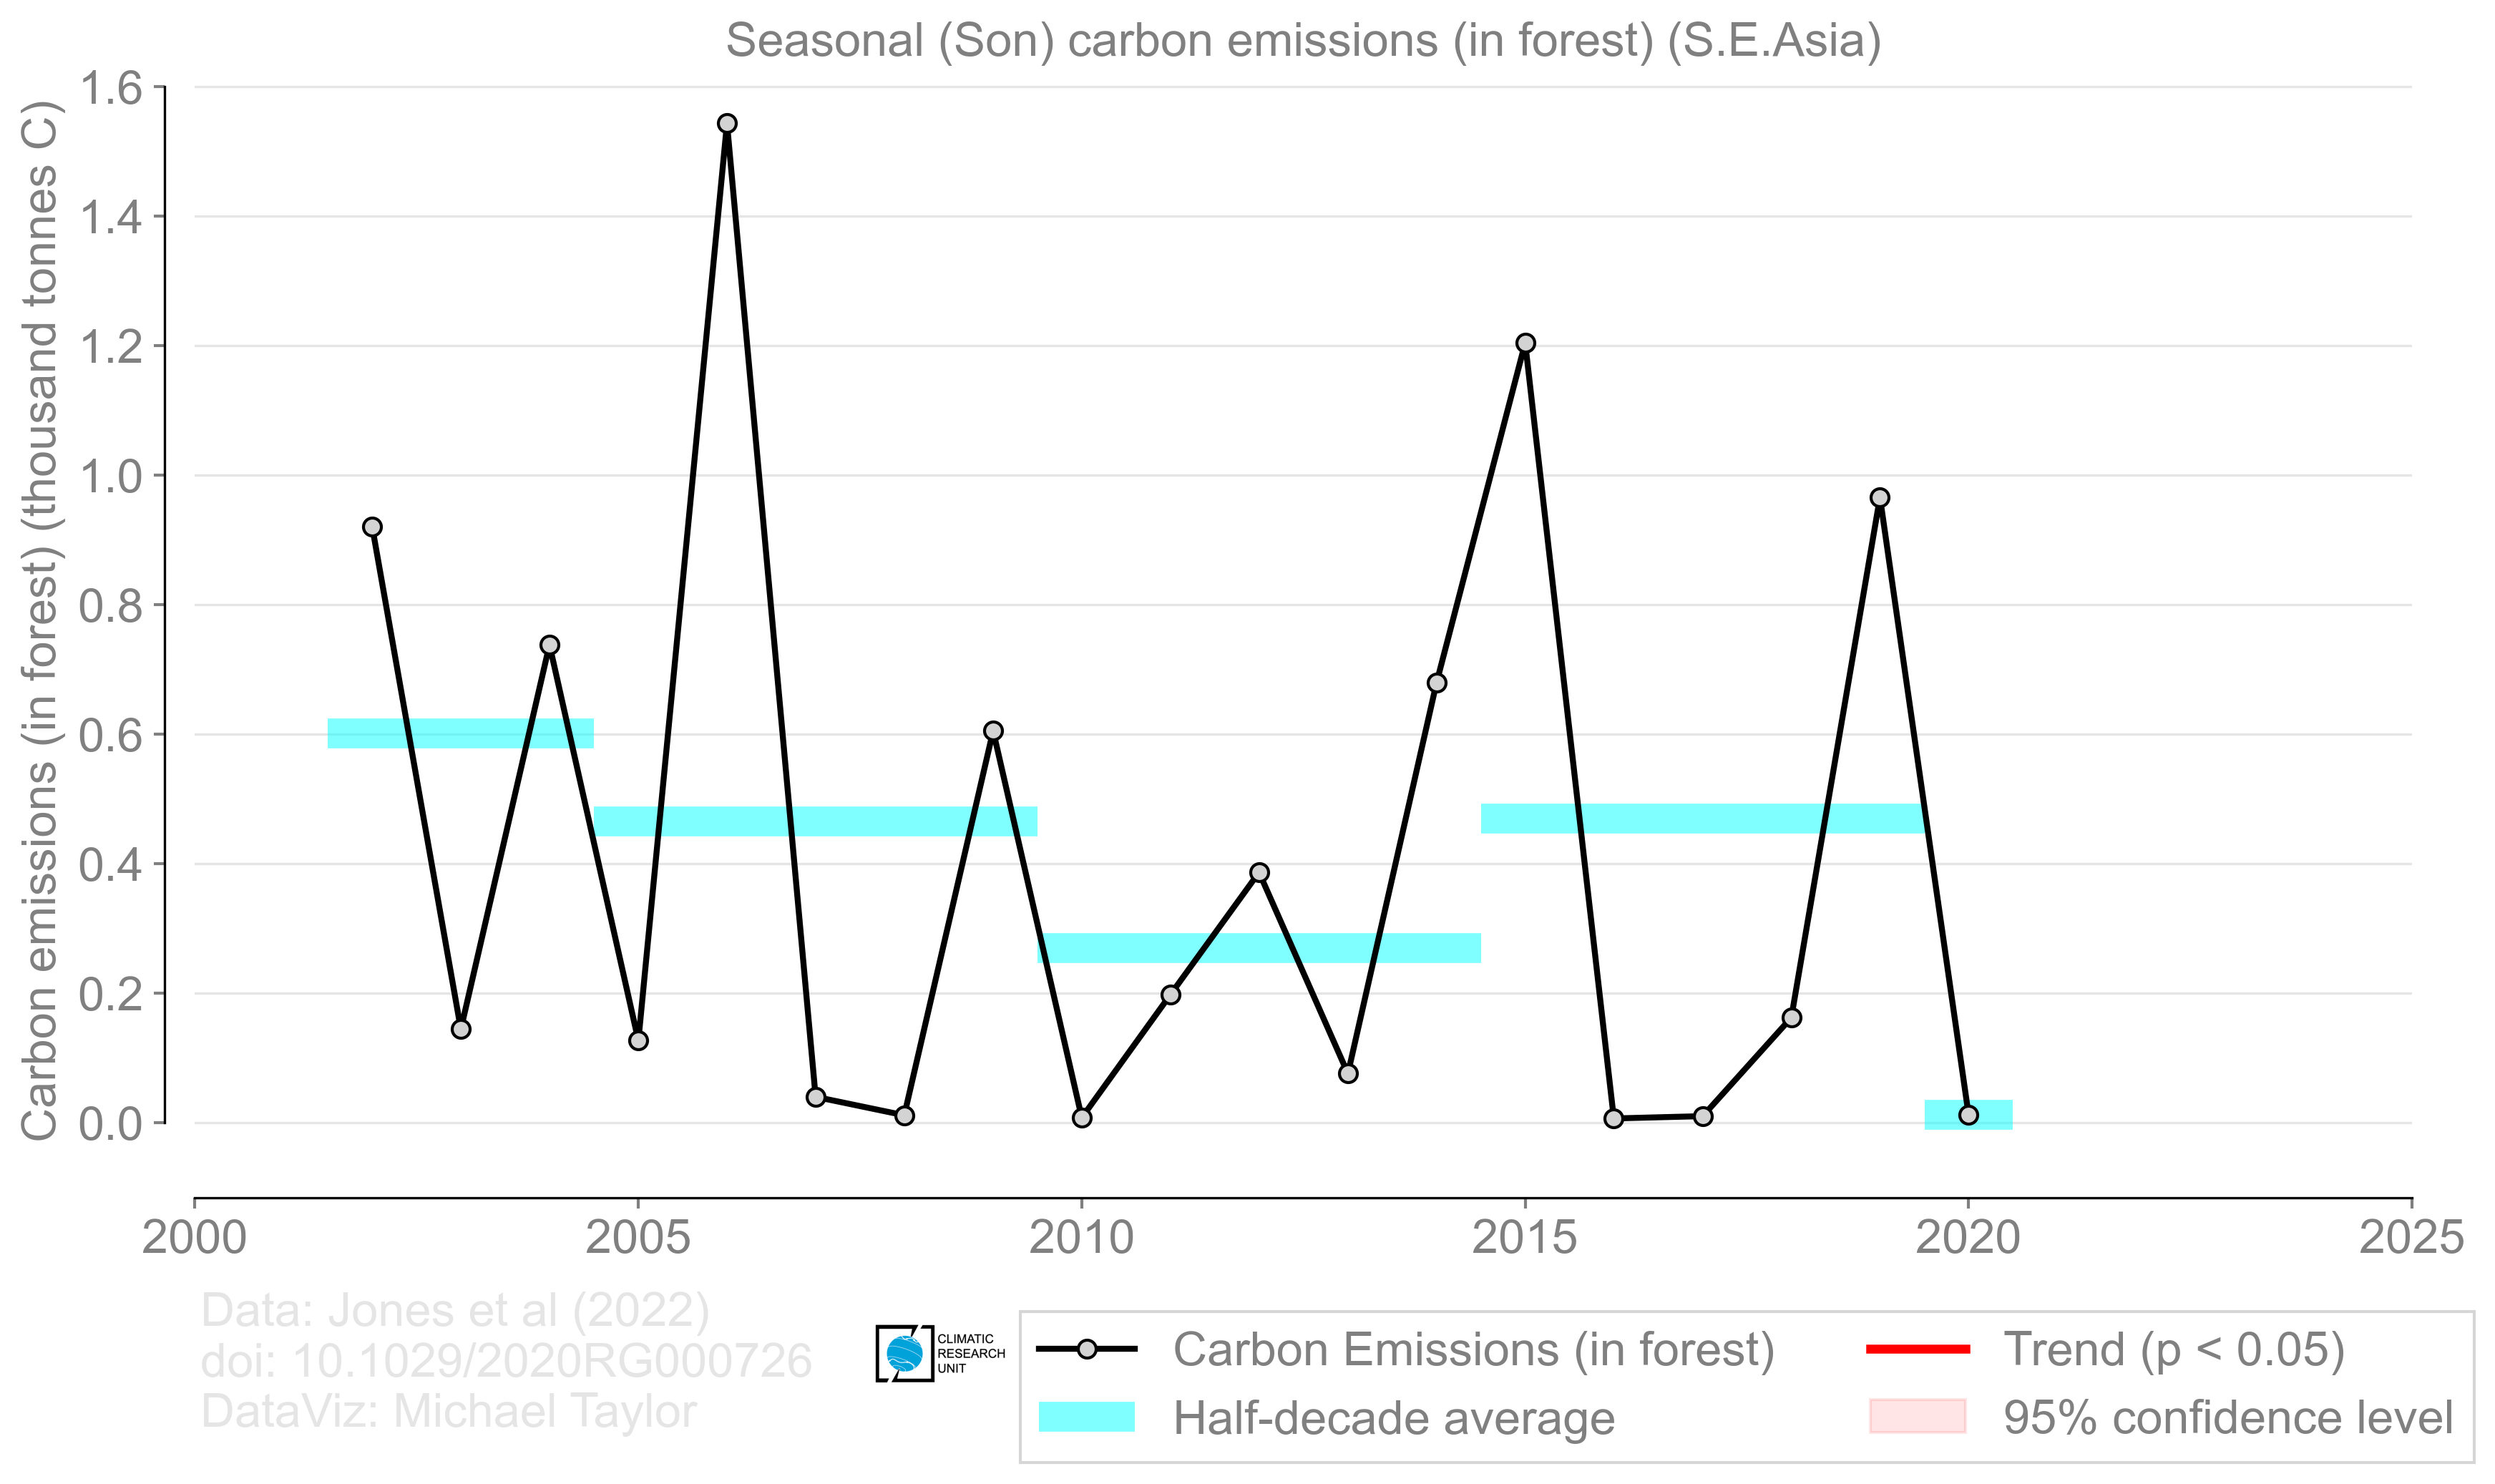 Seasonal (Son) carbon emissions (in forest) (S.E.Asia)
Carbon emissions (in forest) (thousand tonnes C)
1.6
1.4
1.2
1.0
0.8
0.6
0.4
0.2
0.0
2000 2005 2010 2015 2020 2025
Data: Jones et al (2022)
doi: 10.1029/2020RG000726
DataViz: Michael Taylor
CLIMATIC
RESEARCH
UNIT
Carbon Emissions (in forest)
Half-decade average
Trend (p < 0.05)
95% confidence level